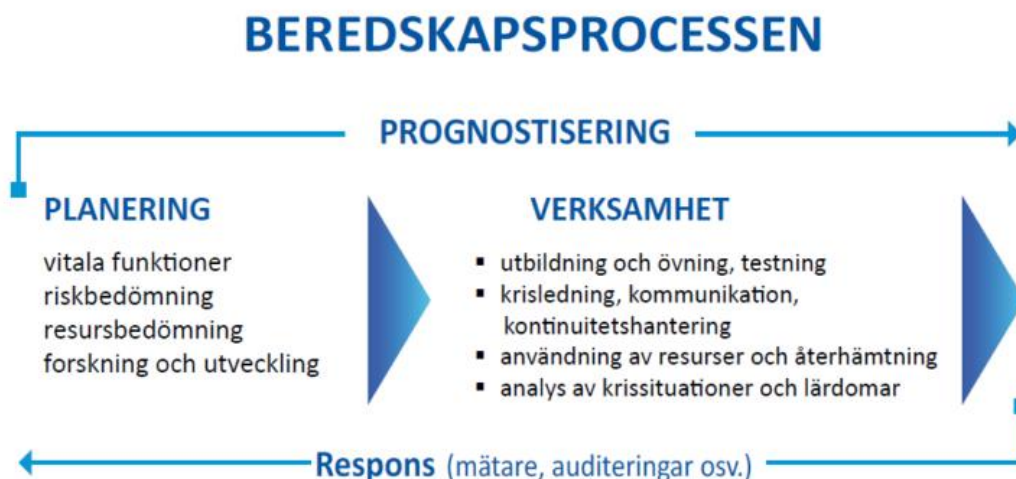 BEREDSKAPSPROCESSEN
PROGNOSTISERING
PLANERING
vitala funktioner
riskbedömning
resursbedömning
forskning och utveckling
VERKSAMHET
▪ utbildning och övning, testning
▪ krisledning, kommunikation,
kontinuitetshantering
▪ användning av resurser och återhämtning
▪ analys av krissituationer och lärdomar
Respons (mätare, auditeringar osv.)